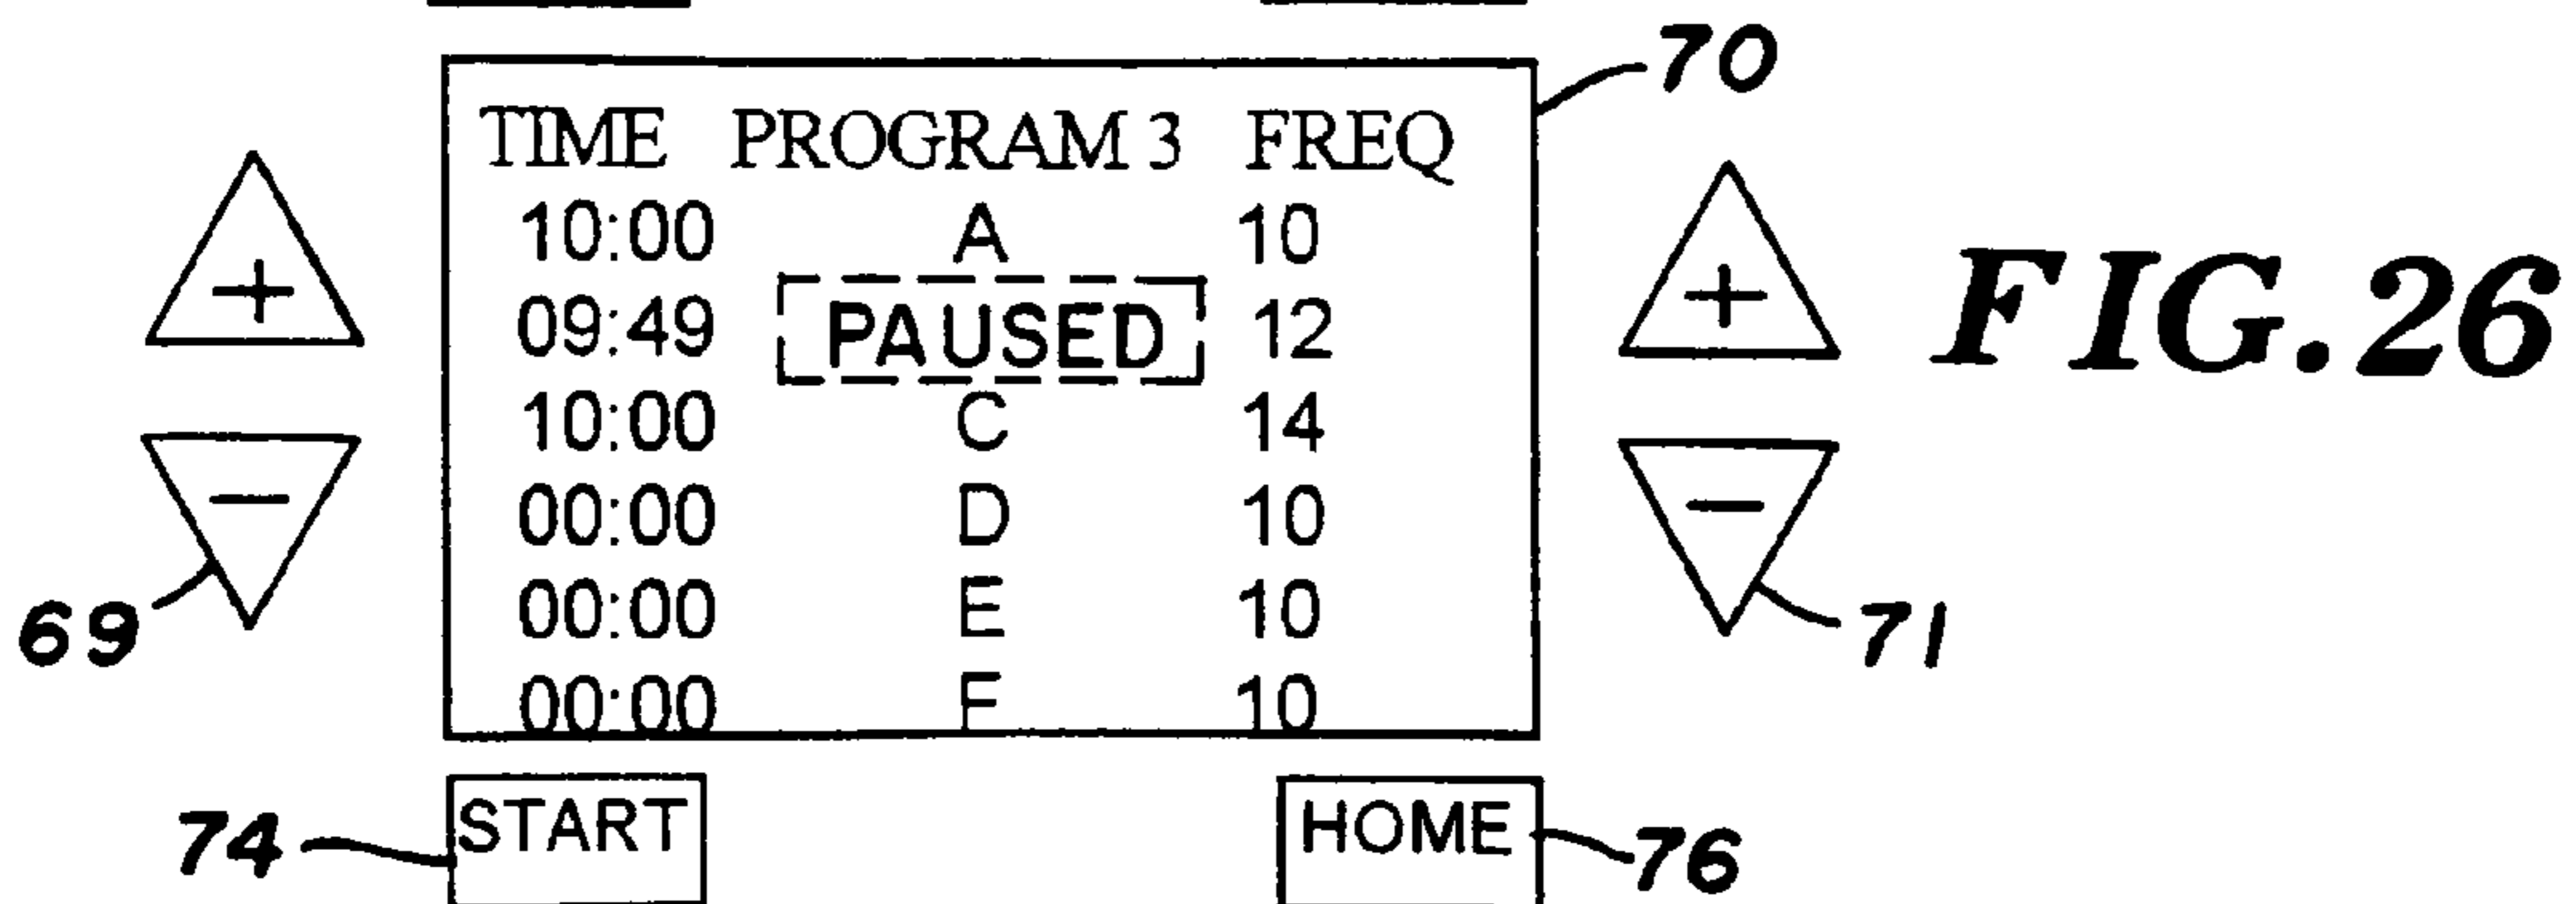 70
TIME PROGRAM 3 FREQ
10:00 A 10
+ +
FIG. 26
09:49 PAUSED 12
10:00 C 14
- -
00:00 D 10
00:00 E 10
69 71
00:00 F 10
74 START HOME 76